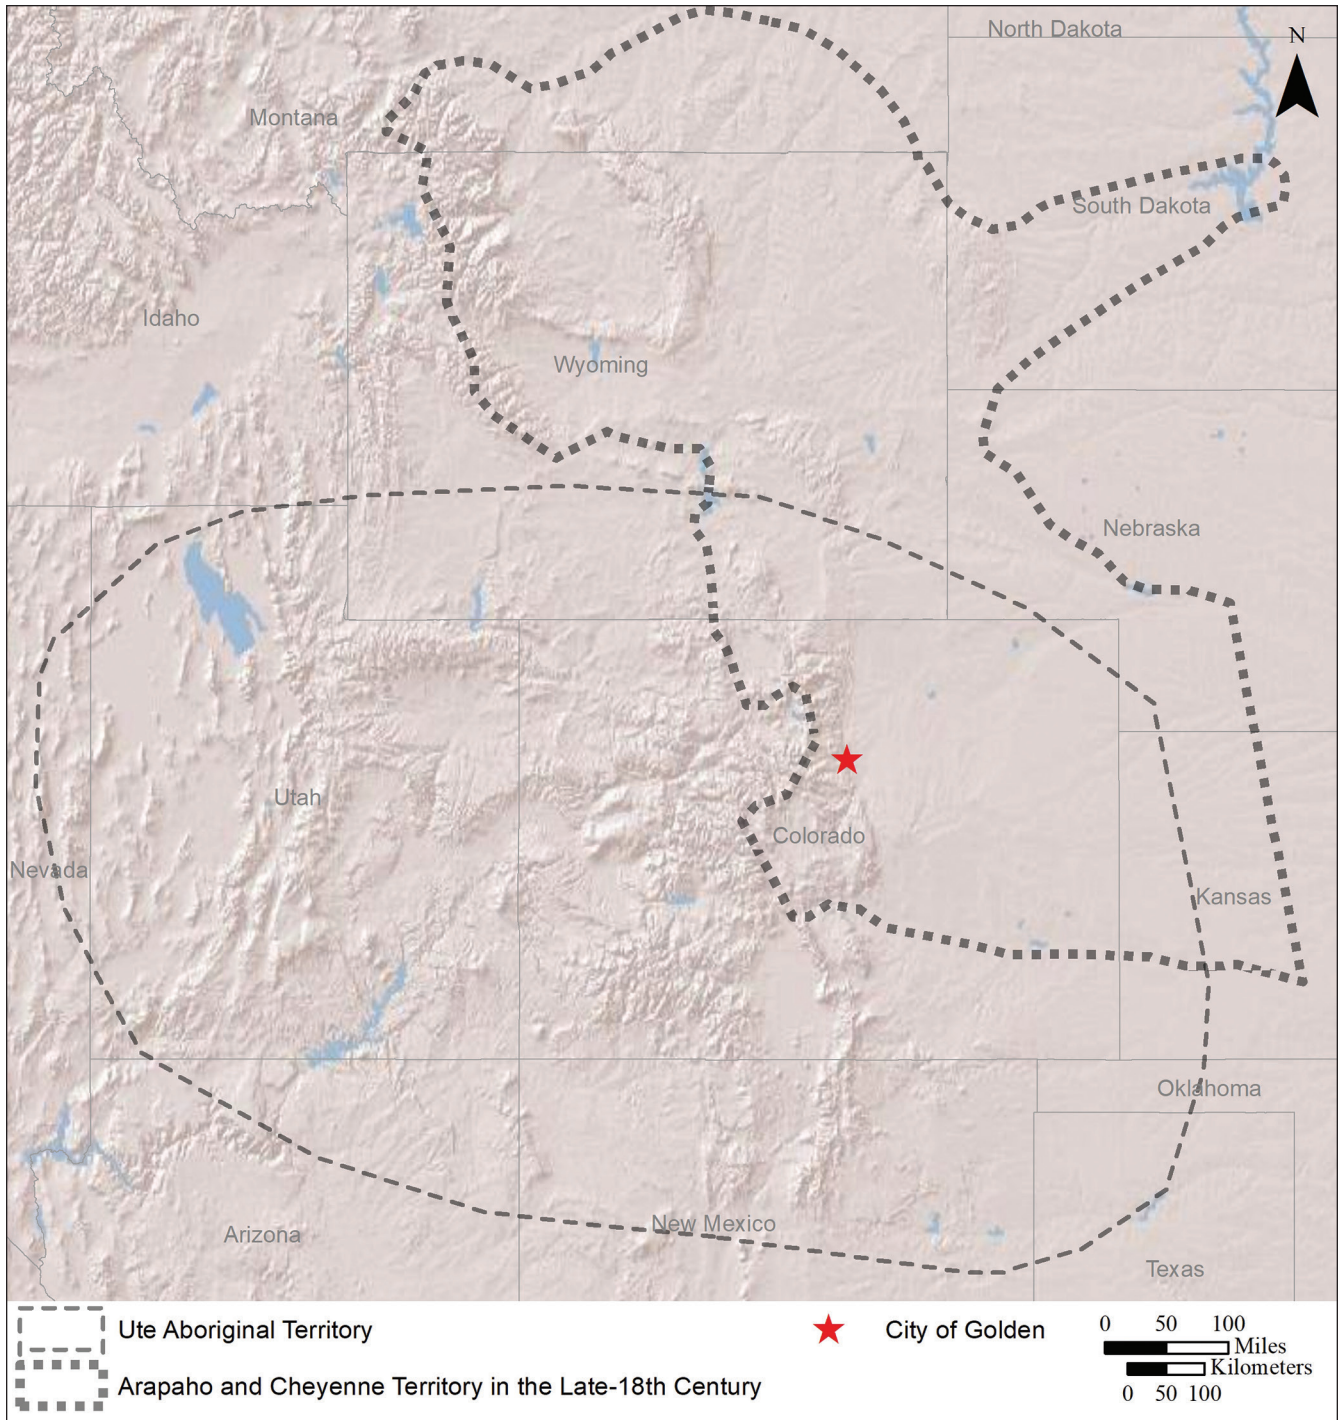 North Dakota
N
Montana
South Dakota
Idaho
Wyoming
Nebraska
Utah
Colorado
Nevada
Kansas
Oklahoma
New Mexico
Arizona
Texas
Ute Aboriginal Territory
City of Golden
0 50 100
Miles
Kilometers
0 50 100
Arapaho and Cheyenne Territory in the Late-18th Century